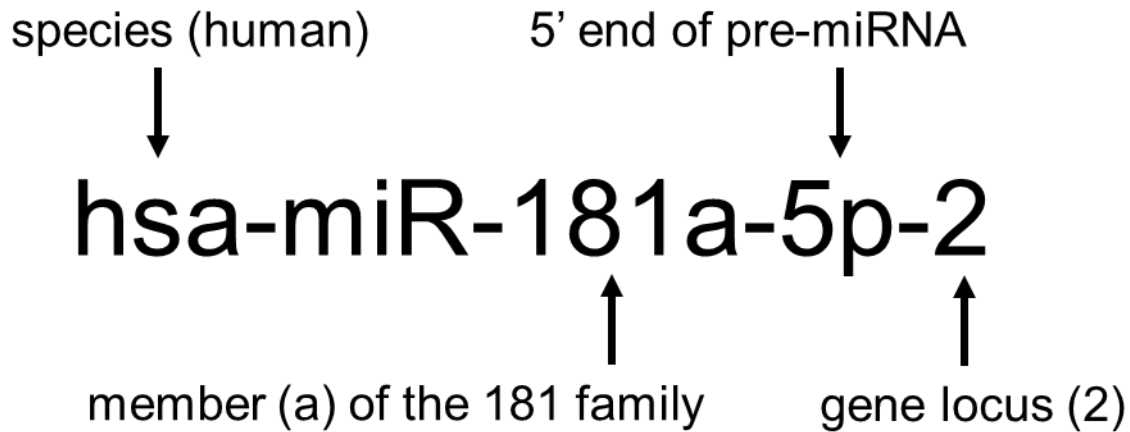 species (human)
5’ end of pre-miRNA
hsa-miR-181a-5p-2
member (a) of the 181 family
gene locus (2)